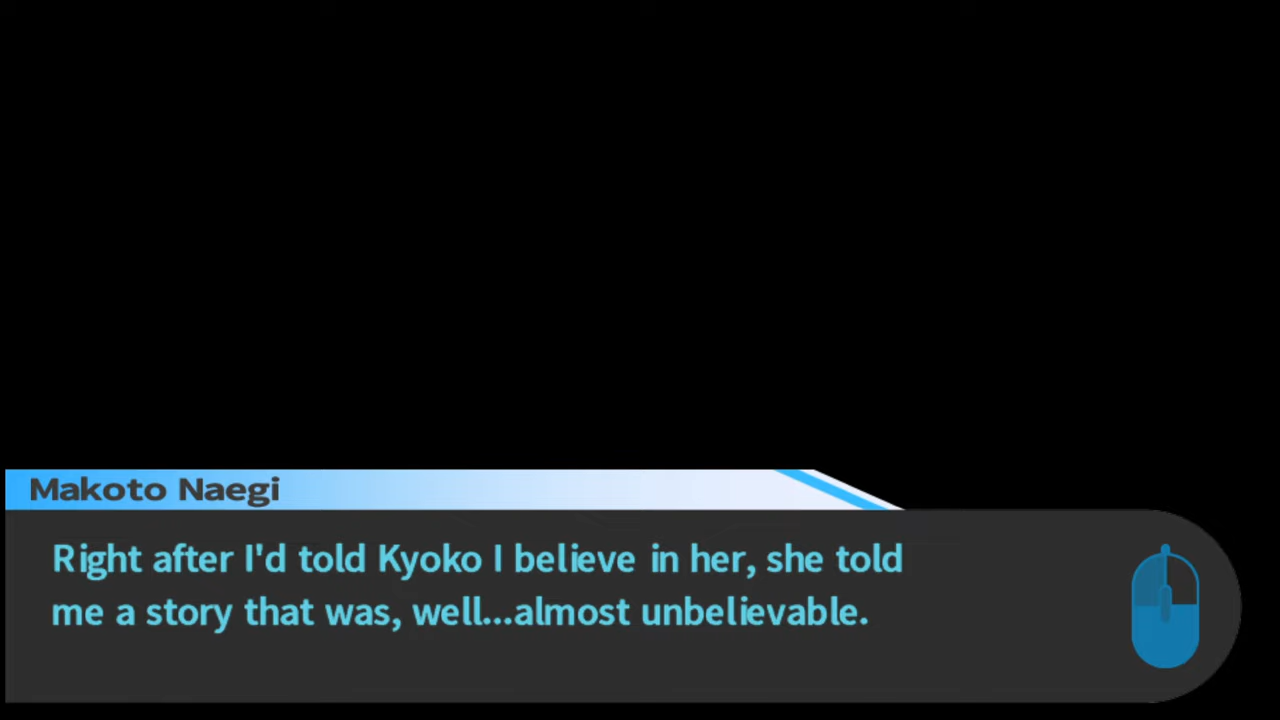 Makoto Naegi
Right after I'd told Kyoko I believe in her, she told
me a story that was, well...almost unbelievable.